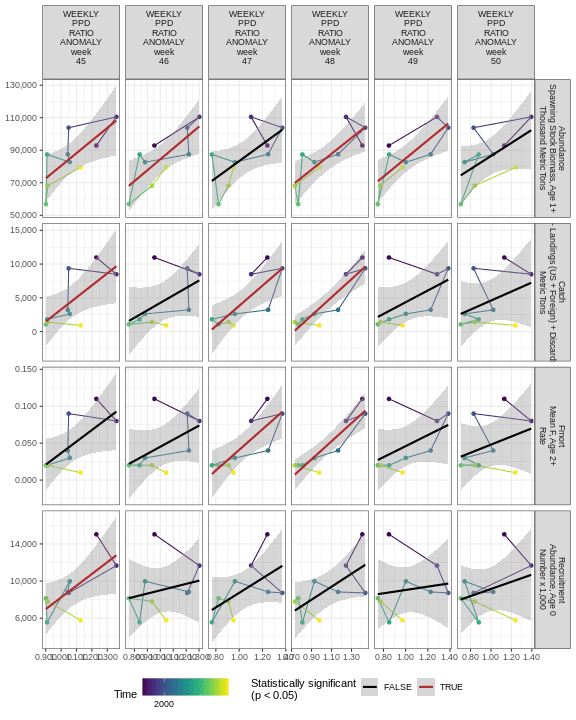 WEEKLY
PPD
RATIO
ANOMALY
week
45
WEEKLY
PPD
RATIO
ANOMALY
week
46
WEEKLY
PPD
RATIO
ANOMALY
week
47
WEEKLY
PPD
RATIO
ANOMALY
week
48
WEEKLY
PPD
RATIO
ANOMALY
week
49
WEEKLY
PPD
RATIO
ANOMALY
week
50
130,000
110,000
90,000
70,000
50,000
Abundance
Spawning Stock Biomass, Age 1+
Thousand Metric Tons
15,000
10,000
5,000
0
Catch
- Landings (US + Foreign) + Discard
Metric Tons
0.150
0.100
0.050
0.000
Fmort
Mean F, Age 2+
Rate
14,000
10,000
6,000
Recruitment
Abundance, Age 0
Number x 1,000
1.300
0.80
1.00
0.90
1.10
1.30
0.80
1.00
1.20
1.40
0.80
1.00
1.20
1.40
Time
2000
Statistically significant
(p < 0.05)
FALSE
TRUE